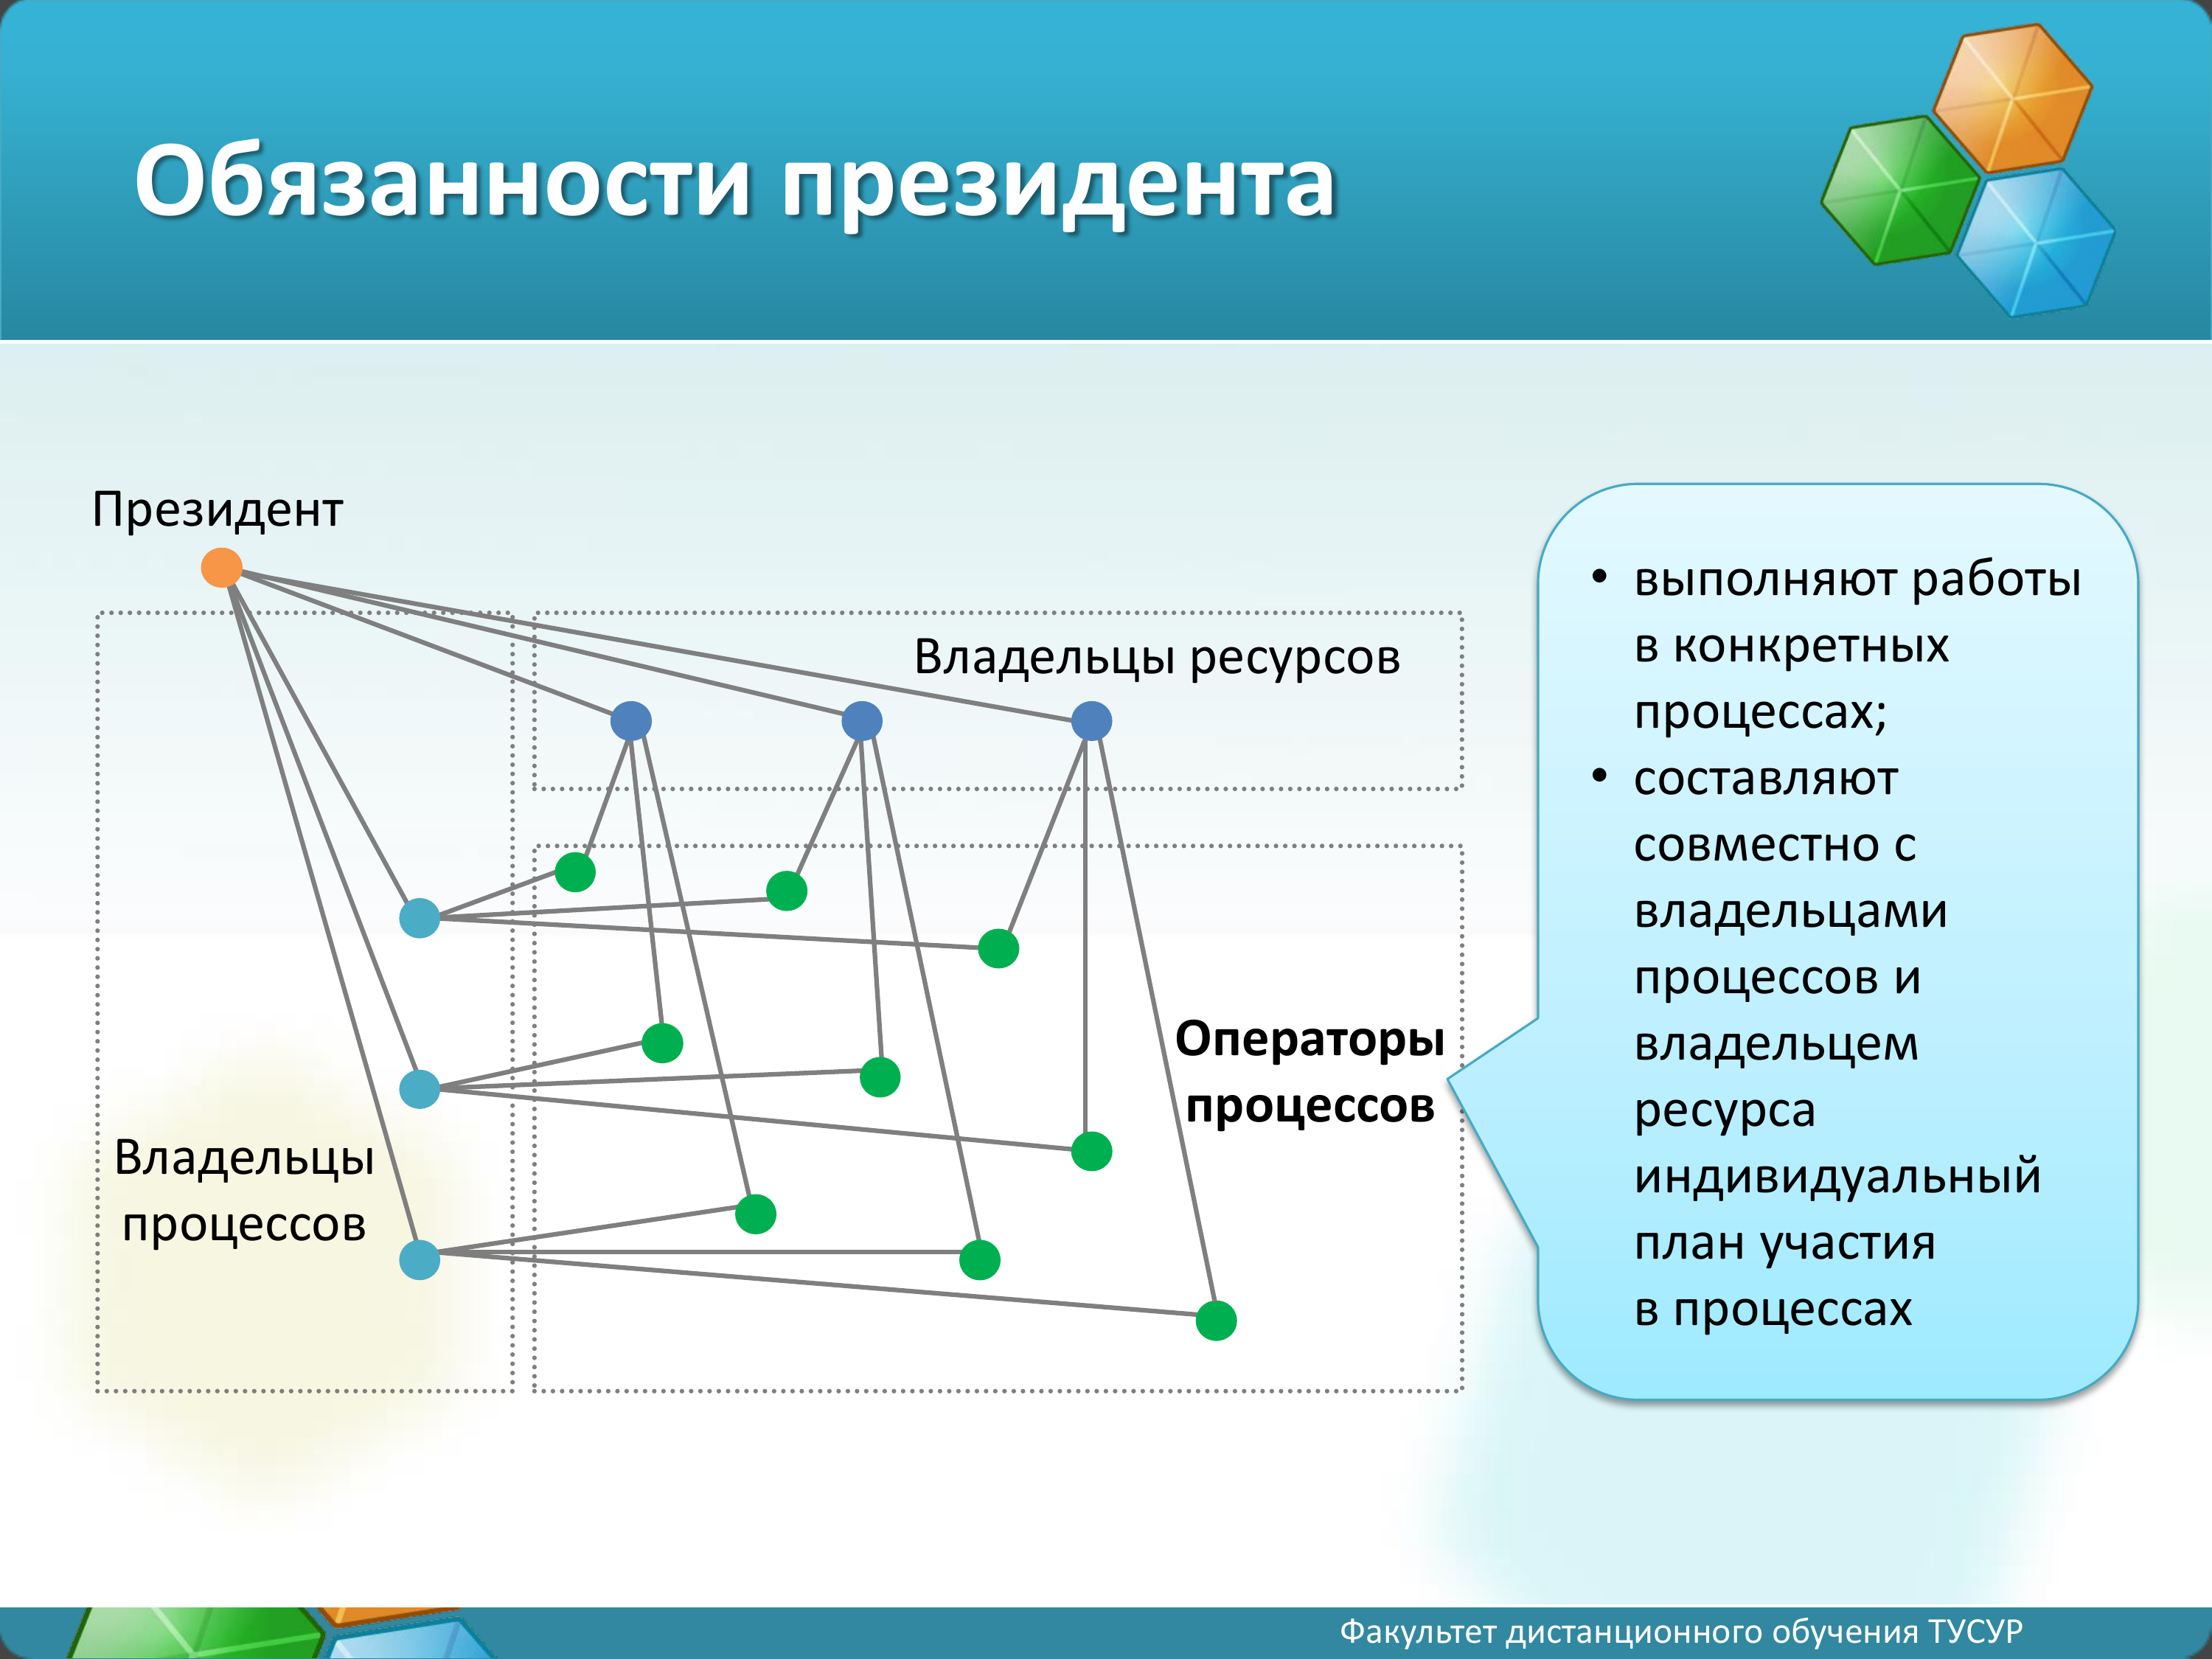 Обязанности президента
Президент
Владельцы ресурсов
Операторы
процессов
Владельцы
процессов
• выполняют работы
в конкретных
процессах;
• составляют
совместно с
владельцами
процессов и
владельцем
ресурса
индивидуальный
план участия
в процессах
Факультет дистанционного обучения ТУСУР